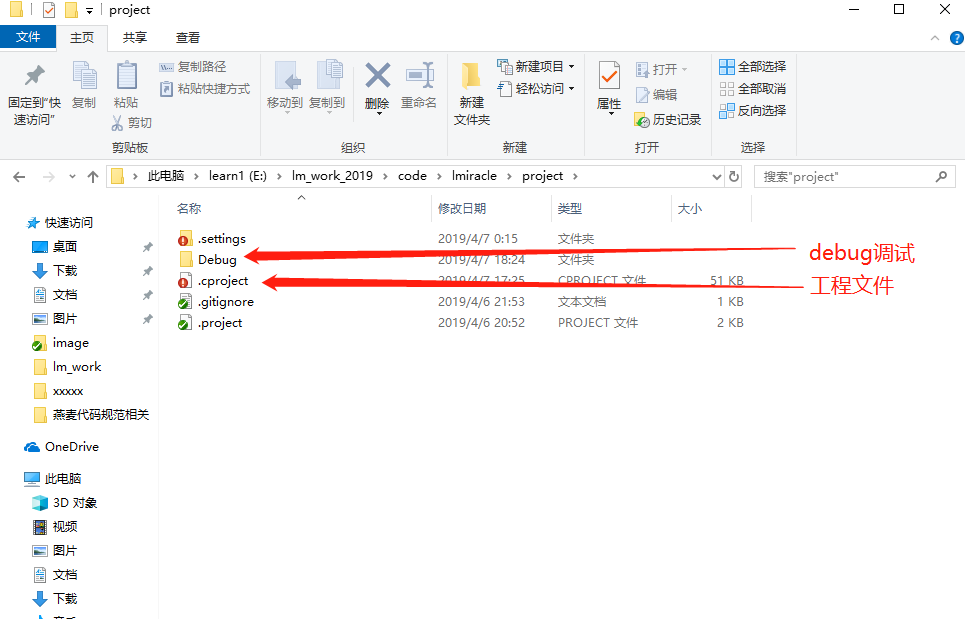 project
文件 主页 共享 查看
固定到"快速访问"
复制
粘贴
复制路径
粘贴快捷方式
剪切
剪贴板
移动到 复制到 删除 重命名
组织
新建文件夹
新建项目
轻松访问
新建
属性
打开
编辑
历史记录
打开
全部选择
全部取消
反向选择
选择
此电脑 learn1 (E:) lm_work_2019 code lmiracle project
搜索"project"
名称 修改日期 类型 大小
.settings 2019/4/7 0:15 文件夹
Debug 2019/4/7 18:24 文件夹
.cproject 2019/4/7 17:25 CPROJECT 文件 51 KB
.gitignore 2019/4/6 21:53 文本文档 1 KB
.project 2019/4/6 20:52 PROJECT 文件 2 KB
debug调试
工程文件
快速访问
桌面
下载
文档
图片
image
lm_work
xxxxx
燕麦代码规范相关
OneDrive
此电脑
3D 对象
视频
图片
文档
下载